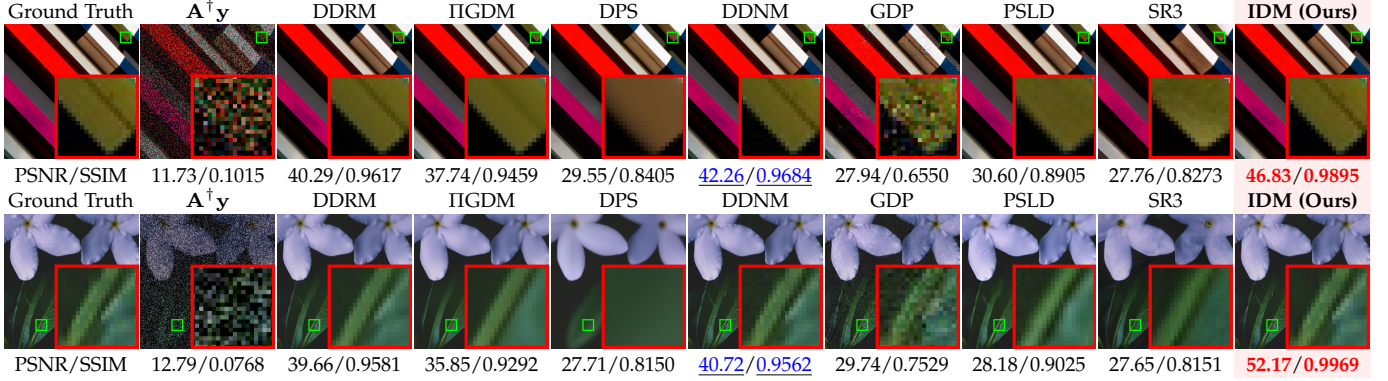 Ground Truth A†y DDRM ΠGDM DPS DDNM GDP PSLD SR3 IDM (Ours)
PSNR/SSIM 11.73/0.1015 40.29/0.9617 37.74/0.9459 29.55/0.8405 42.26/0.9684 27.94/0.6550 30.60/0.8905 27.76/0.8273 46.83/0.9895
Ground Truth A†y DDRM ΠGDM DPS DDNM GDP PSLD SR3 IDM (Ours)
PSNR/SSIM 12.79/0.0768 39.66/0.9581 35.85/0.9292 27.71/0.8150 40.72/0.9562 29.74/0.7529 28.18/0.9025 27.65/0.8151 52.17/0.9969